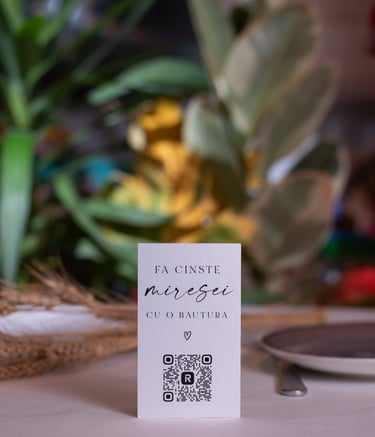 FA CINSTE
miresei
CU O BAUTURA
R